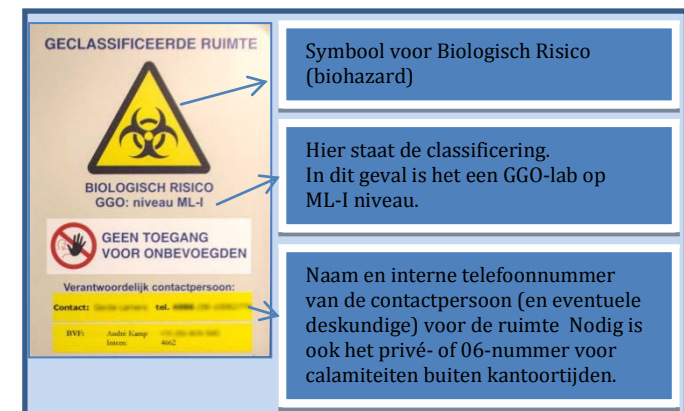 GECLASSIFICEERDE RUIMTE
BIOLOGISCH RISICO
GGO: niveau ML-I
GEEN TOEGANG
VOOR ONBEVOEGDEN
Verantwoordelijk contactpersoon:
Contact: tel.
BVF: André Kamp
Intern: 4662
Symbool voor Biologisch Risico
(biohazard)
Hier staat de classificering.
In dit geval is het een GGO-lab op
ML-I niveau.
Naam en interne telefoonnummer
van de contactpersoon (en eventuele
deskundige) voor de ruimte Nodig is
ook het privé- of 06-nummer voor
calamiteiten buiten kantoortijden.